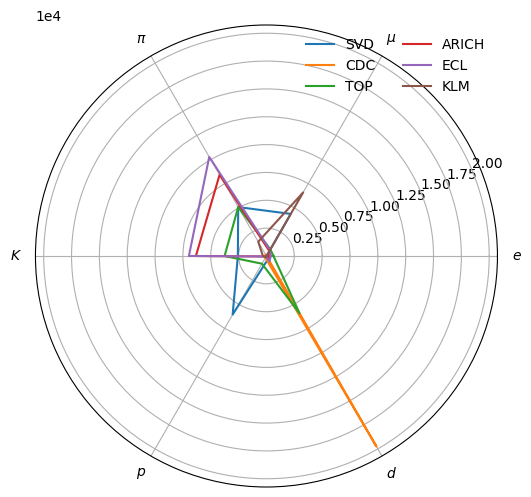 1e4
π
μ
SVD ARICH
CDC ECL
TOP KLM
2.00
1.75
1.50
1.25
1.00
0.75
0.50
0.25
K
e
p
d